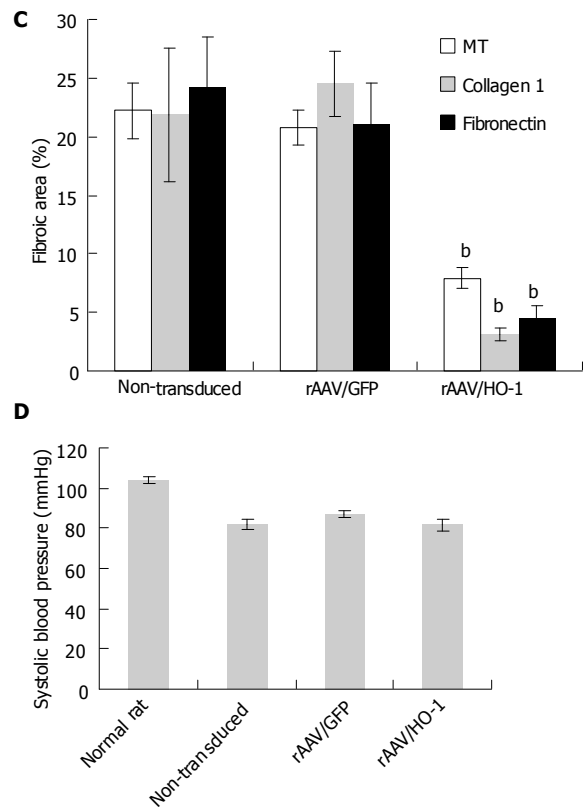 C
30
25
20
15
10
5
0
Fibroic area (%)
MT
Collagen 1
Fibronectin
b
b
b
Non-transduced
rAAV/GFP
rAAV/HO-1
D
120
100
80
60
40
20
0
Systolic blood pressure (mmHg)
Normal rat
Non-transduced
rAAV/GFP
rAAV/HO-1